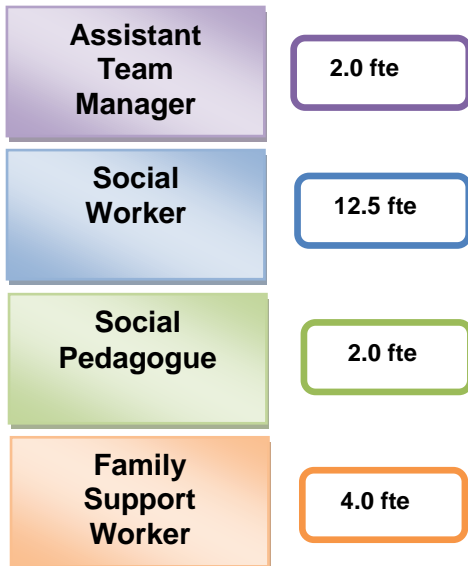 Assistant
Team
Manager
2.0 fte
Social
Worker
12.5 fte
Social
Pedagogue
2.0 fte
Family
Support
Worker
4.0 fte